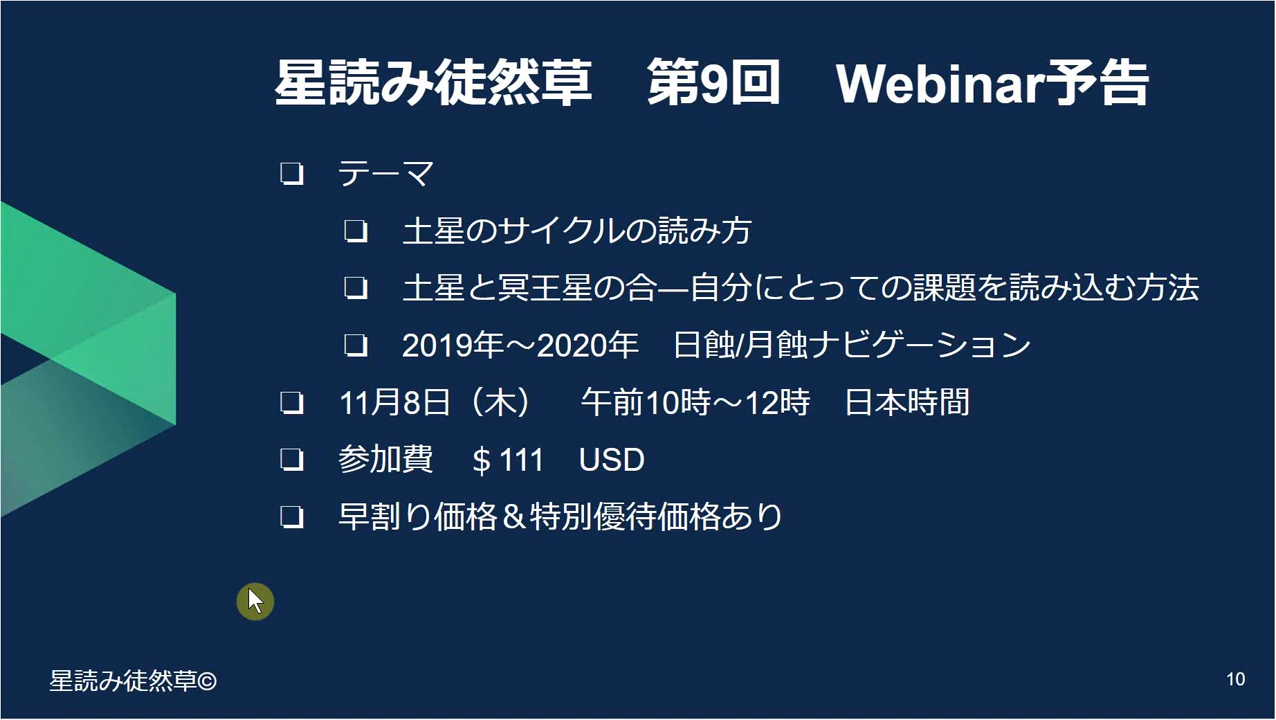 星読み徒然草　第9回　Webinar予告
❏ テーマ
❏ 土星のサイクルの読み方
❏ 土星と冥王星の合―自分にとっての課題を読み込む方法
❏ 2019年～2020年　日蝕/月蝕ナビゲーション
❏ 11月8日（木）　午前10時～12時　日本時間
❏ 参加費　＄111　USD
❏ 早割り価格＆特別優待価格あり
星読み徒然草©
10